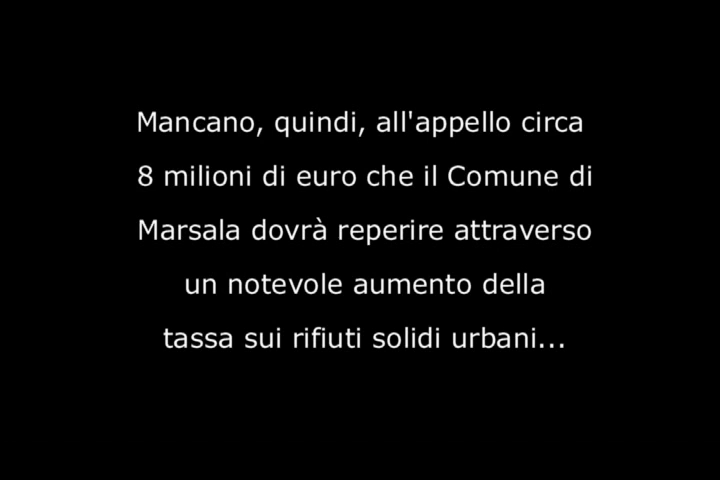 Mancano, quindi, all'appello circa
8 milioni di euro che il Comune di
Marsala dovrà reperire attraverso
un notevole aumento della
tassa sui rifiuti solidi urbani...